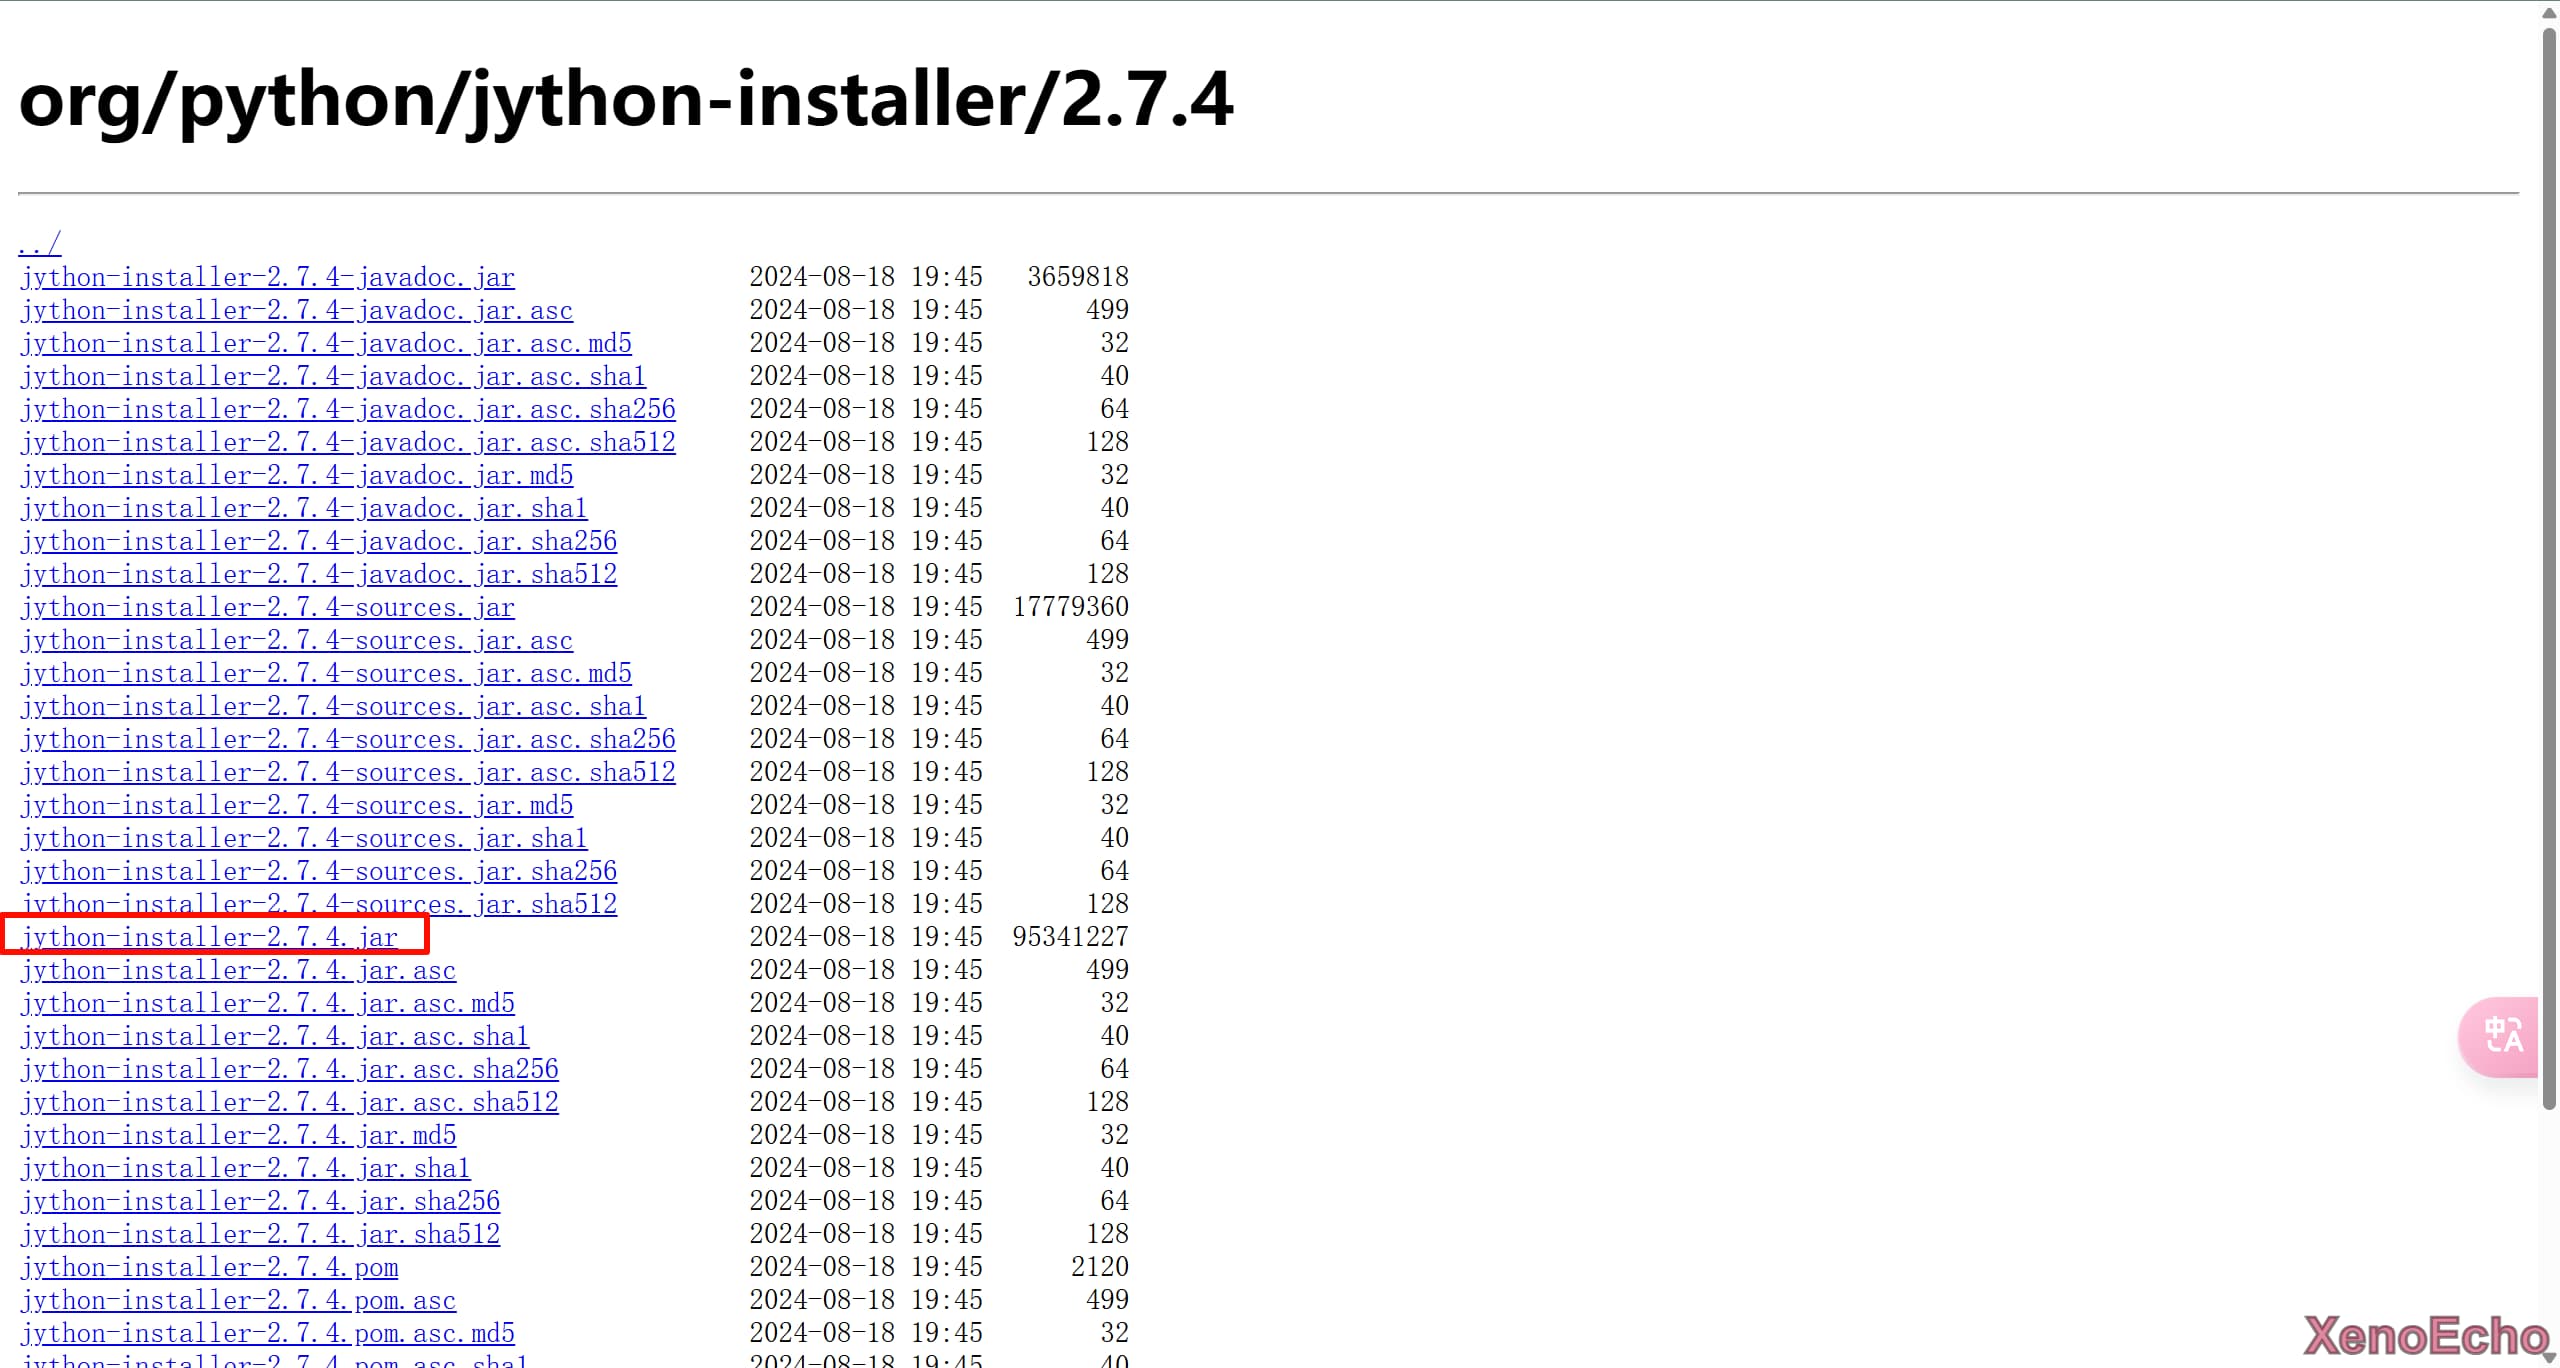 org/python/jython-installer/2.7.4
../
jython-installer-2.7.4-javadoc.jar 2024-08-18 19:45 3659818
jython-installer-2.7.4-javadoc.jar.asc 2024-08-18 19:45 499
jython-installer-2.7.4-javadoc.jar.asc.md5 2024-08-18 19:45 32
jython-installer-2.7.4-javadoc.jar.asc.sha1 2024-08-18 19:45 40
jython-installer-2.7.4-javadoc.jar.asc.sha256 2024-08-18 19:45 64
jython-installer-2.7.4-javadoc.jar.asc.sha512 2024-08-18 19:45 128
jython-installer-2.7.4-javadoc.jar.md5 2024-08-18 19:45 32
jython-installer-2.7.4-javadoc.jar.sha1 2024-08-18 19:45 40
jython-installer-2.7.4-javadoc.jar.sha256 2024-08-18 19:45 64
jython-installer-2.7.4-javadoc.jar.sha512 2024-08-18 19:45 128
jython-installer-2.7.4-sources.jar 2024-08-18 19:45 17779360
jython-installer-2.7.4-sources.jar.asc 2024-08-18 19:45 499
jython-installer-2.7.4-sources.jar.asc.md5 2024-08-18 19:45 32
jython-installer-2.7.4-sources.jar.asc.sha1 2024-08-18 19:45 40
jython-installer-2.7.4-sources.jar.asc.sha256 2024-08-18 19:45 64
jython-installer-2.7.4-sources.jar.asc.sha512 2024-08-18 19:45 128
jython-installer-2.7.4-sources.jar.md5 2024-08-18 19:45 32
jython-installer-2.7.4-sources.jar.sha1 2024-08-18 19:45 40
jython-installer-2.7.4-sources.jar.sha256 2024-08-18 19:45 64
jython-installer-2.7.4-sources.jar.sha512 2024-08-18 19:45 128
jython-installer-2.7.4.jar 2024-08-18 19:45 95341227
jython-installer-2.7.4.jar.asc 2024-08-18 19:45 499
jython-installer-2.7.4.jar.asc.md5 2024-08-18 19:45 32
jython-installer-2.7.4.jar.asc.sha1 2024-08-18 19:45 40
jython-installer-2.7.4.jar.asc.sha256 2024-08-18 19:45 64
jython-installer-2.7.4.jar.asc.sha512 2024-08-18 19:45 128
jython-installer-2.7.4.jar.md5 2024-08-18 19:45 32
jython-installer-2.7.4.jar.sha1 2024-08-18 19:45 40
jython-installer-2.7.4.jar.sha256 2024-08-18 19:45 64
jython-installer-2.7.4.jar.sha512 2024-08-18 19:45 128
jython-installer-2.7.4.pom 2024-08-18 19:45 2120
jython-installer-2.7.4.pom.asc 2024-08-18 19:45 499
jython-installer-2.7.4.pom.asc.md5 2024-08-18 19:45 32
jython-installer-2.7.4.pom.asc.sha1 2024-08-18 19:45 40
中A
XenoEcho